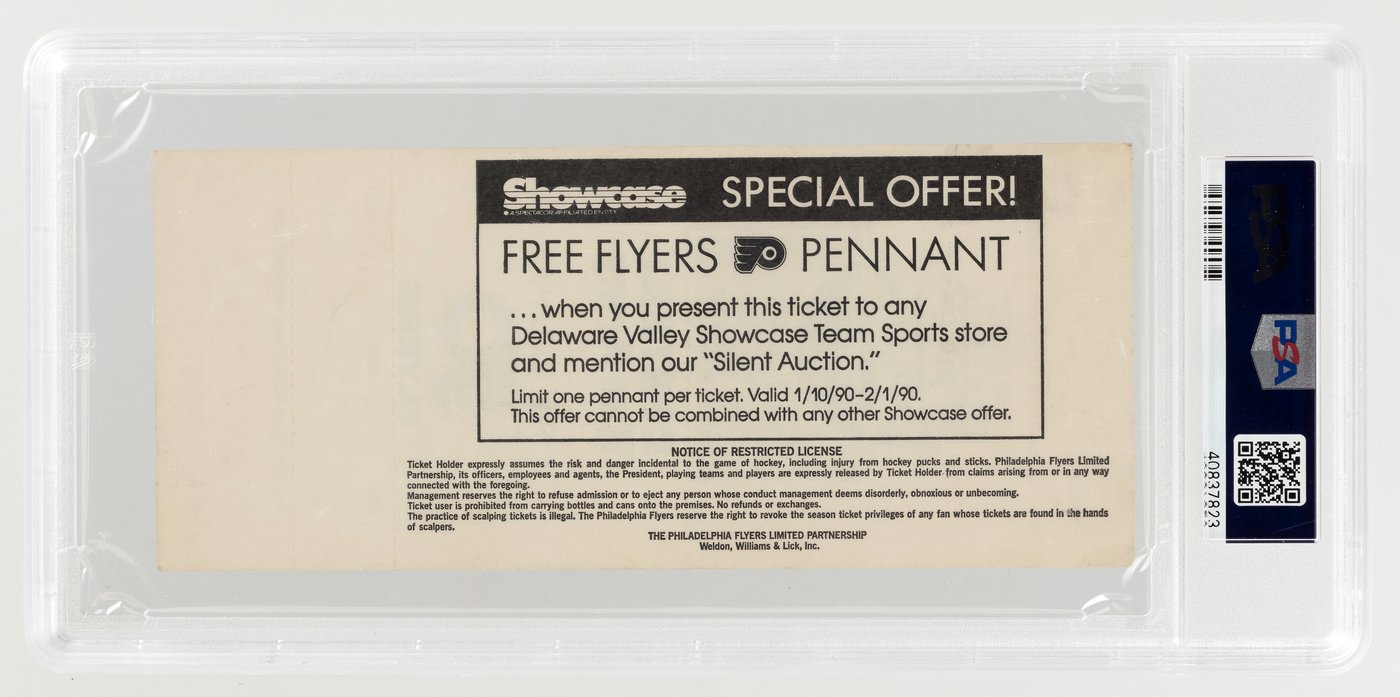 Showcase SPECIAL OFFER!
★ A SPECTACOR AFFILIATED ENTITY
FREE FLYERS PENNANT
...when you present this ticket to any
Delaware Valley Showcase Team Sports store
and mention our "Silent Auction."
Limit one pennant per ticket. Valid 1/10/90-2/1/90.
This offer cannot be combined with any other Showcase offer.
NOTICE OF RESTRICTED LICENSE
Ticket Holder expressly assumes the risk and danger incidental to the game of hockey, including injury from hockey pucks and sticks. Philadelphia Flyers Limited
Partnership, its officers, employees and agents, the President, playing teams and players are expressly released by Ticket Holder from claims arising from or in any way
connected with the foregoing.
Management reserves the right to refuse admission or to eject any person whose conduct management deems disorderly, obnoxious or unbecoming.
Ticket user is prohibited from carrying bottles and cans onto the premises. No refunds or exchanges.
The practice of scalping tickets is illegal. The Philadelphia Flyers reserve the right to revoke the season ticket privileges of any fan whose tickets are found in the hands
of scalpers.
THE PHILADELPHIA FLYERS LIMITED PARTNERSHIP
Weldon, Williams & Lick, Inc.
PSA
PSA
40837823